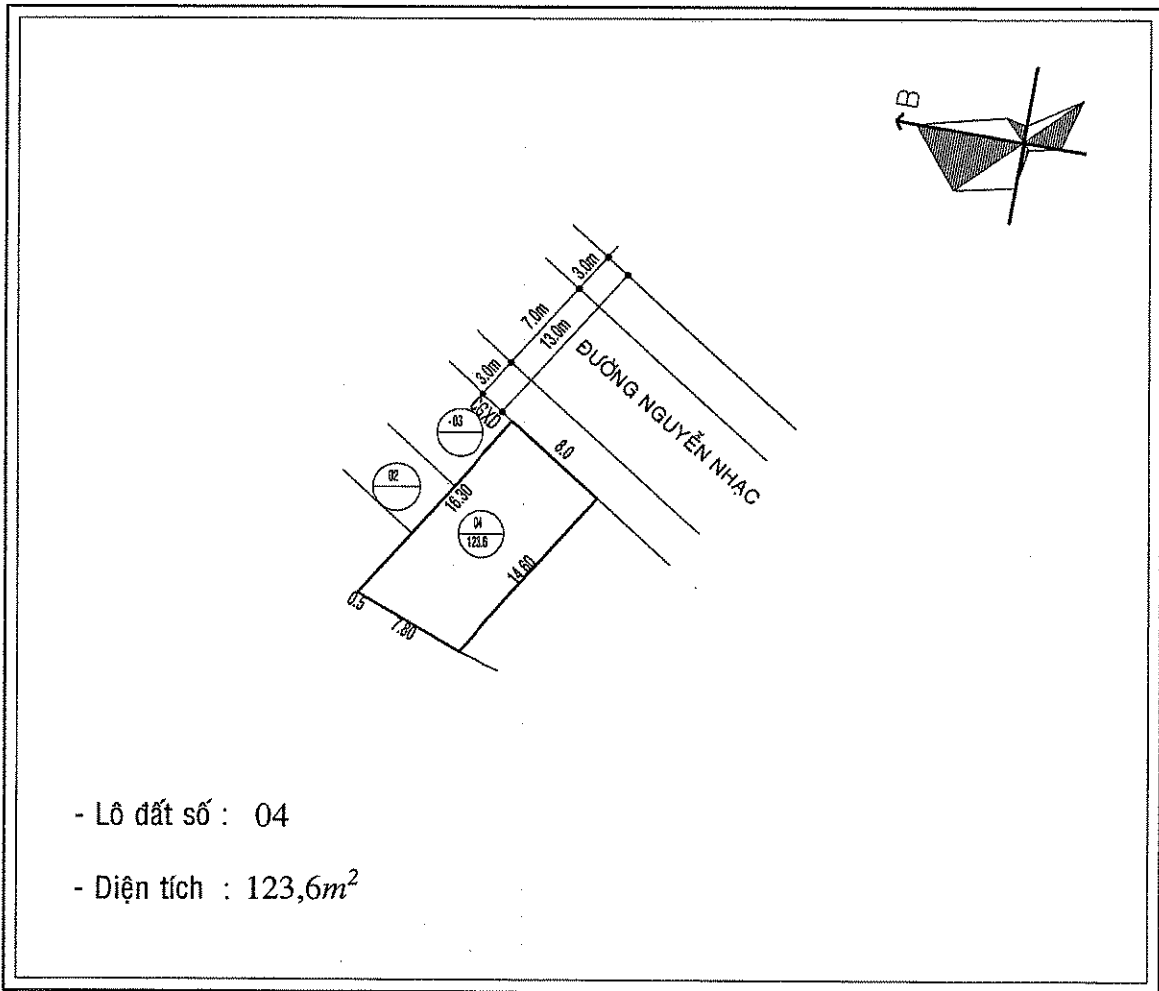 B
3.0m
7.0m
13.0m
3.0m
ĐƯỜNG NGUYỄN NHẠC
CGXD
03
8.0
02
16.30
04
123.6
14.60
0.5
7.80
- Lô đất số : 04
- Diện tích : 123,6m²